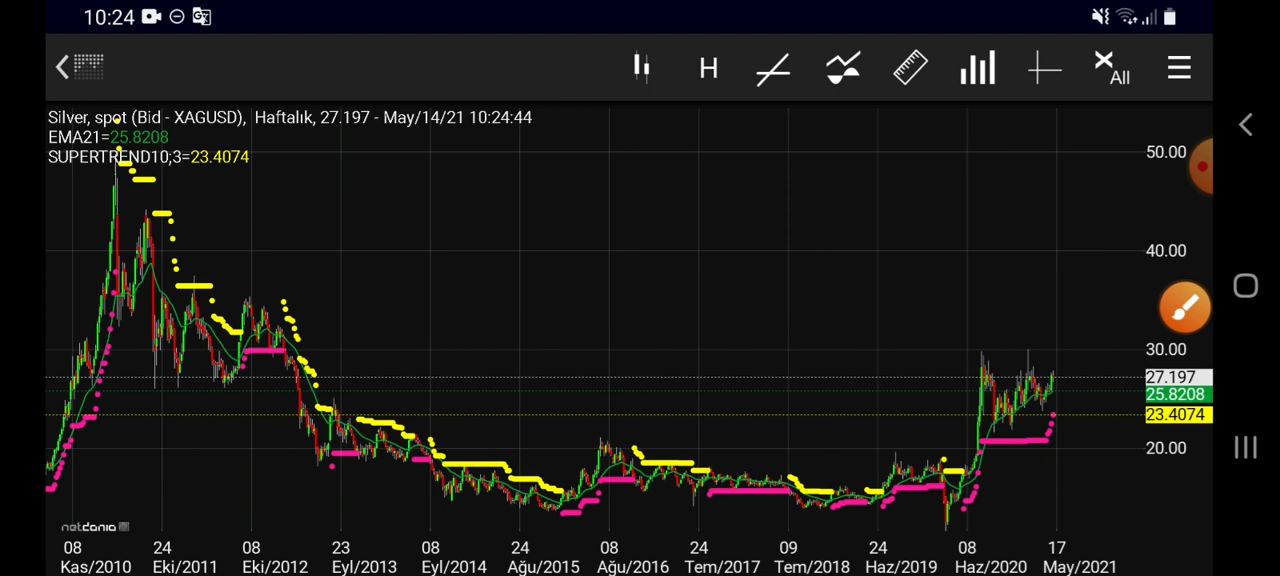 10:24
H
All
Silver, spot (Bid - XAGUSD), Haftalık, 27.197 - May/14/21 10:24:44
EMA21=25.8208
SUPERTREND10;3=23.4074
50.00
40.00
30.00
27.197
25.8208
23.4074
20.00
netdania
08 24 08 23 08 24 08 24 09 24 08 17
Kas/2010 Eki/2011 Eki/2012 Eyl/2013 Eyl/2014 Ağu/2015 Ağu/2016 Tem/2017 Tem/2018 Haz/2019 Haz/2020 May/2021